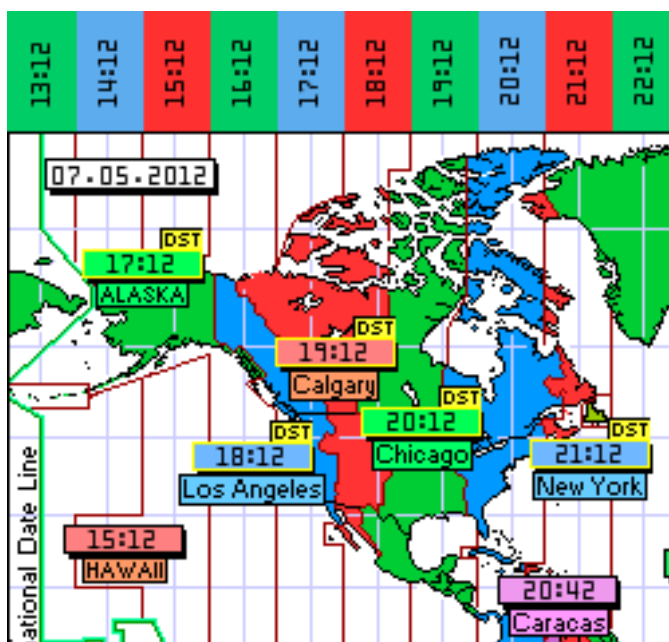 13:12
14:12
15:12
16:12
17:12
18:12
19:12
20:12
21:12
22:12
07.05.2012
DST
17:12
ALASKA
DST
19:12
Calgary
DST
20:12
Chicago
DST
18:12
Los Angeles
DST
21:12
New York
15:12
HAWAII
20:42
Caracas
ational Date Line